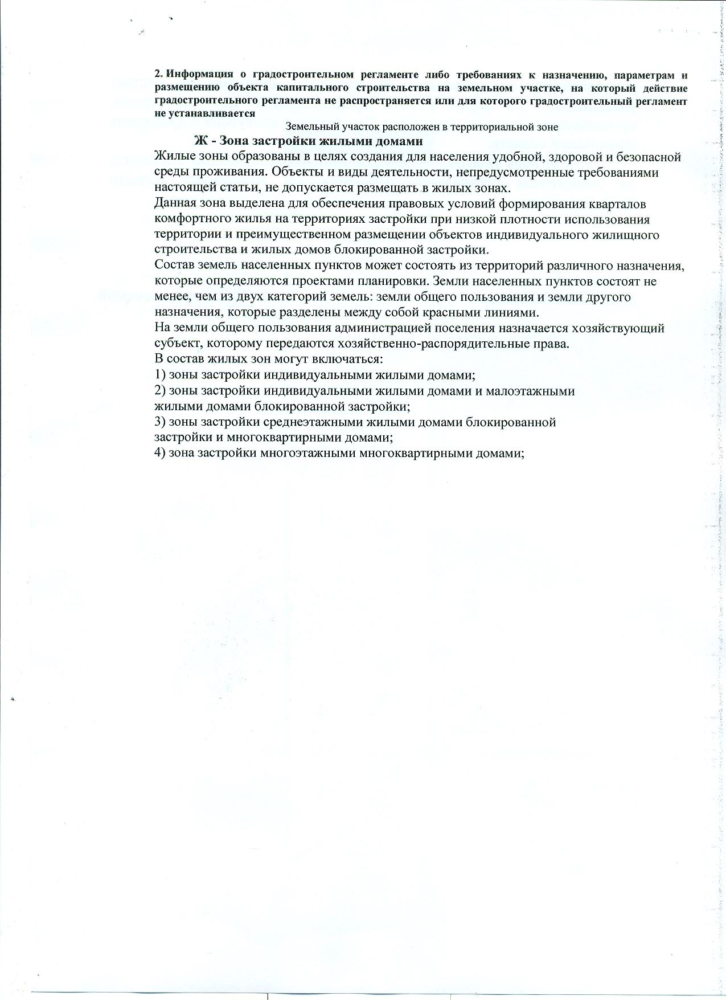 2. Информация о градостроительном регламенте либо требованиях к назначению, параметрам и
размещению объекта капитального строительства на земельном участке, на который действие
градостроительного регламента не распространяется или для которого градостроительный регламент
не устанавливается
Земельный участок расположен в территориальной зоне
Ж - Зона застройки жилыми домами
Жилые зоны образованы в целях создания для населения удобной, здоровой и безопасной
среды проживания. Объекты и виды деятельности, непредусмотренные требованиями
настоящей статьи, не допускается размещать в жилых зонах.
Данная зона выделена для обеспечения правовых условий формирования кварталов
комфортного жилья на территориях застройки при низкой плотности использования
территории и преимущественном размещении объектов индивидуального жилищного
строительства и жилых домов блокированной застройки.
Состав земель населенных пунктов может состоять из территорий различного назначения,
которые определяются проектами планировки. Земли населенных пунктов состоят не
менее, чем из двух категорий земель: земли общего пользования и земли другого
назначения, которые разделены между собой красными линиями.
На земли общего пользования администрацией поселения назначается хозяйствующий
субъект, которому передаются хозяйственно-распорядительные права.
В состав жилых зон могут включаться:
1) зоны застройки индивидуальными жилыми домами;
2) зоны застройки индивидуальными жилыми домами и малоэтажными
жилыми домами блокированной застройки;
3) зоны застройки среднеэтажными жилыми домами блокированной
застройки и многоквартирными домами;
4) зона застройки многоэтажными многоквартирными домами;